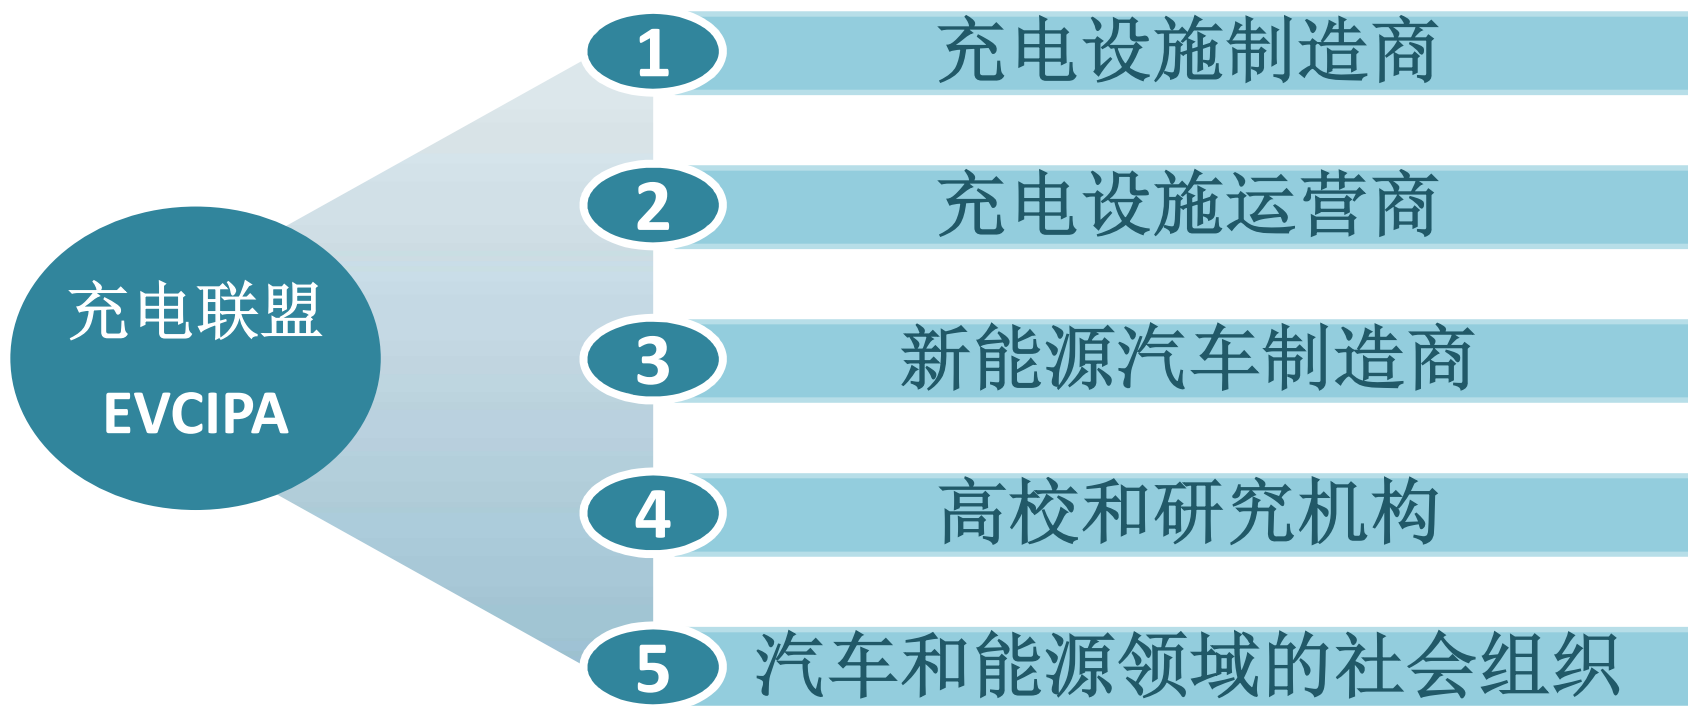 充电联盟
EVCIPA
1 充电设施制造商
2 充电设施运营商
3 新能源汽车制造商
4 高校和研究机构
5 汽车和能源领域的社会组织